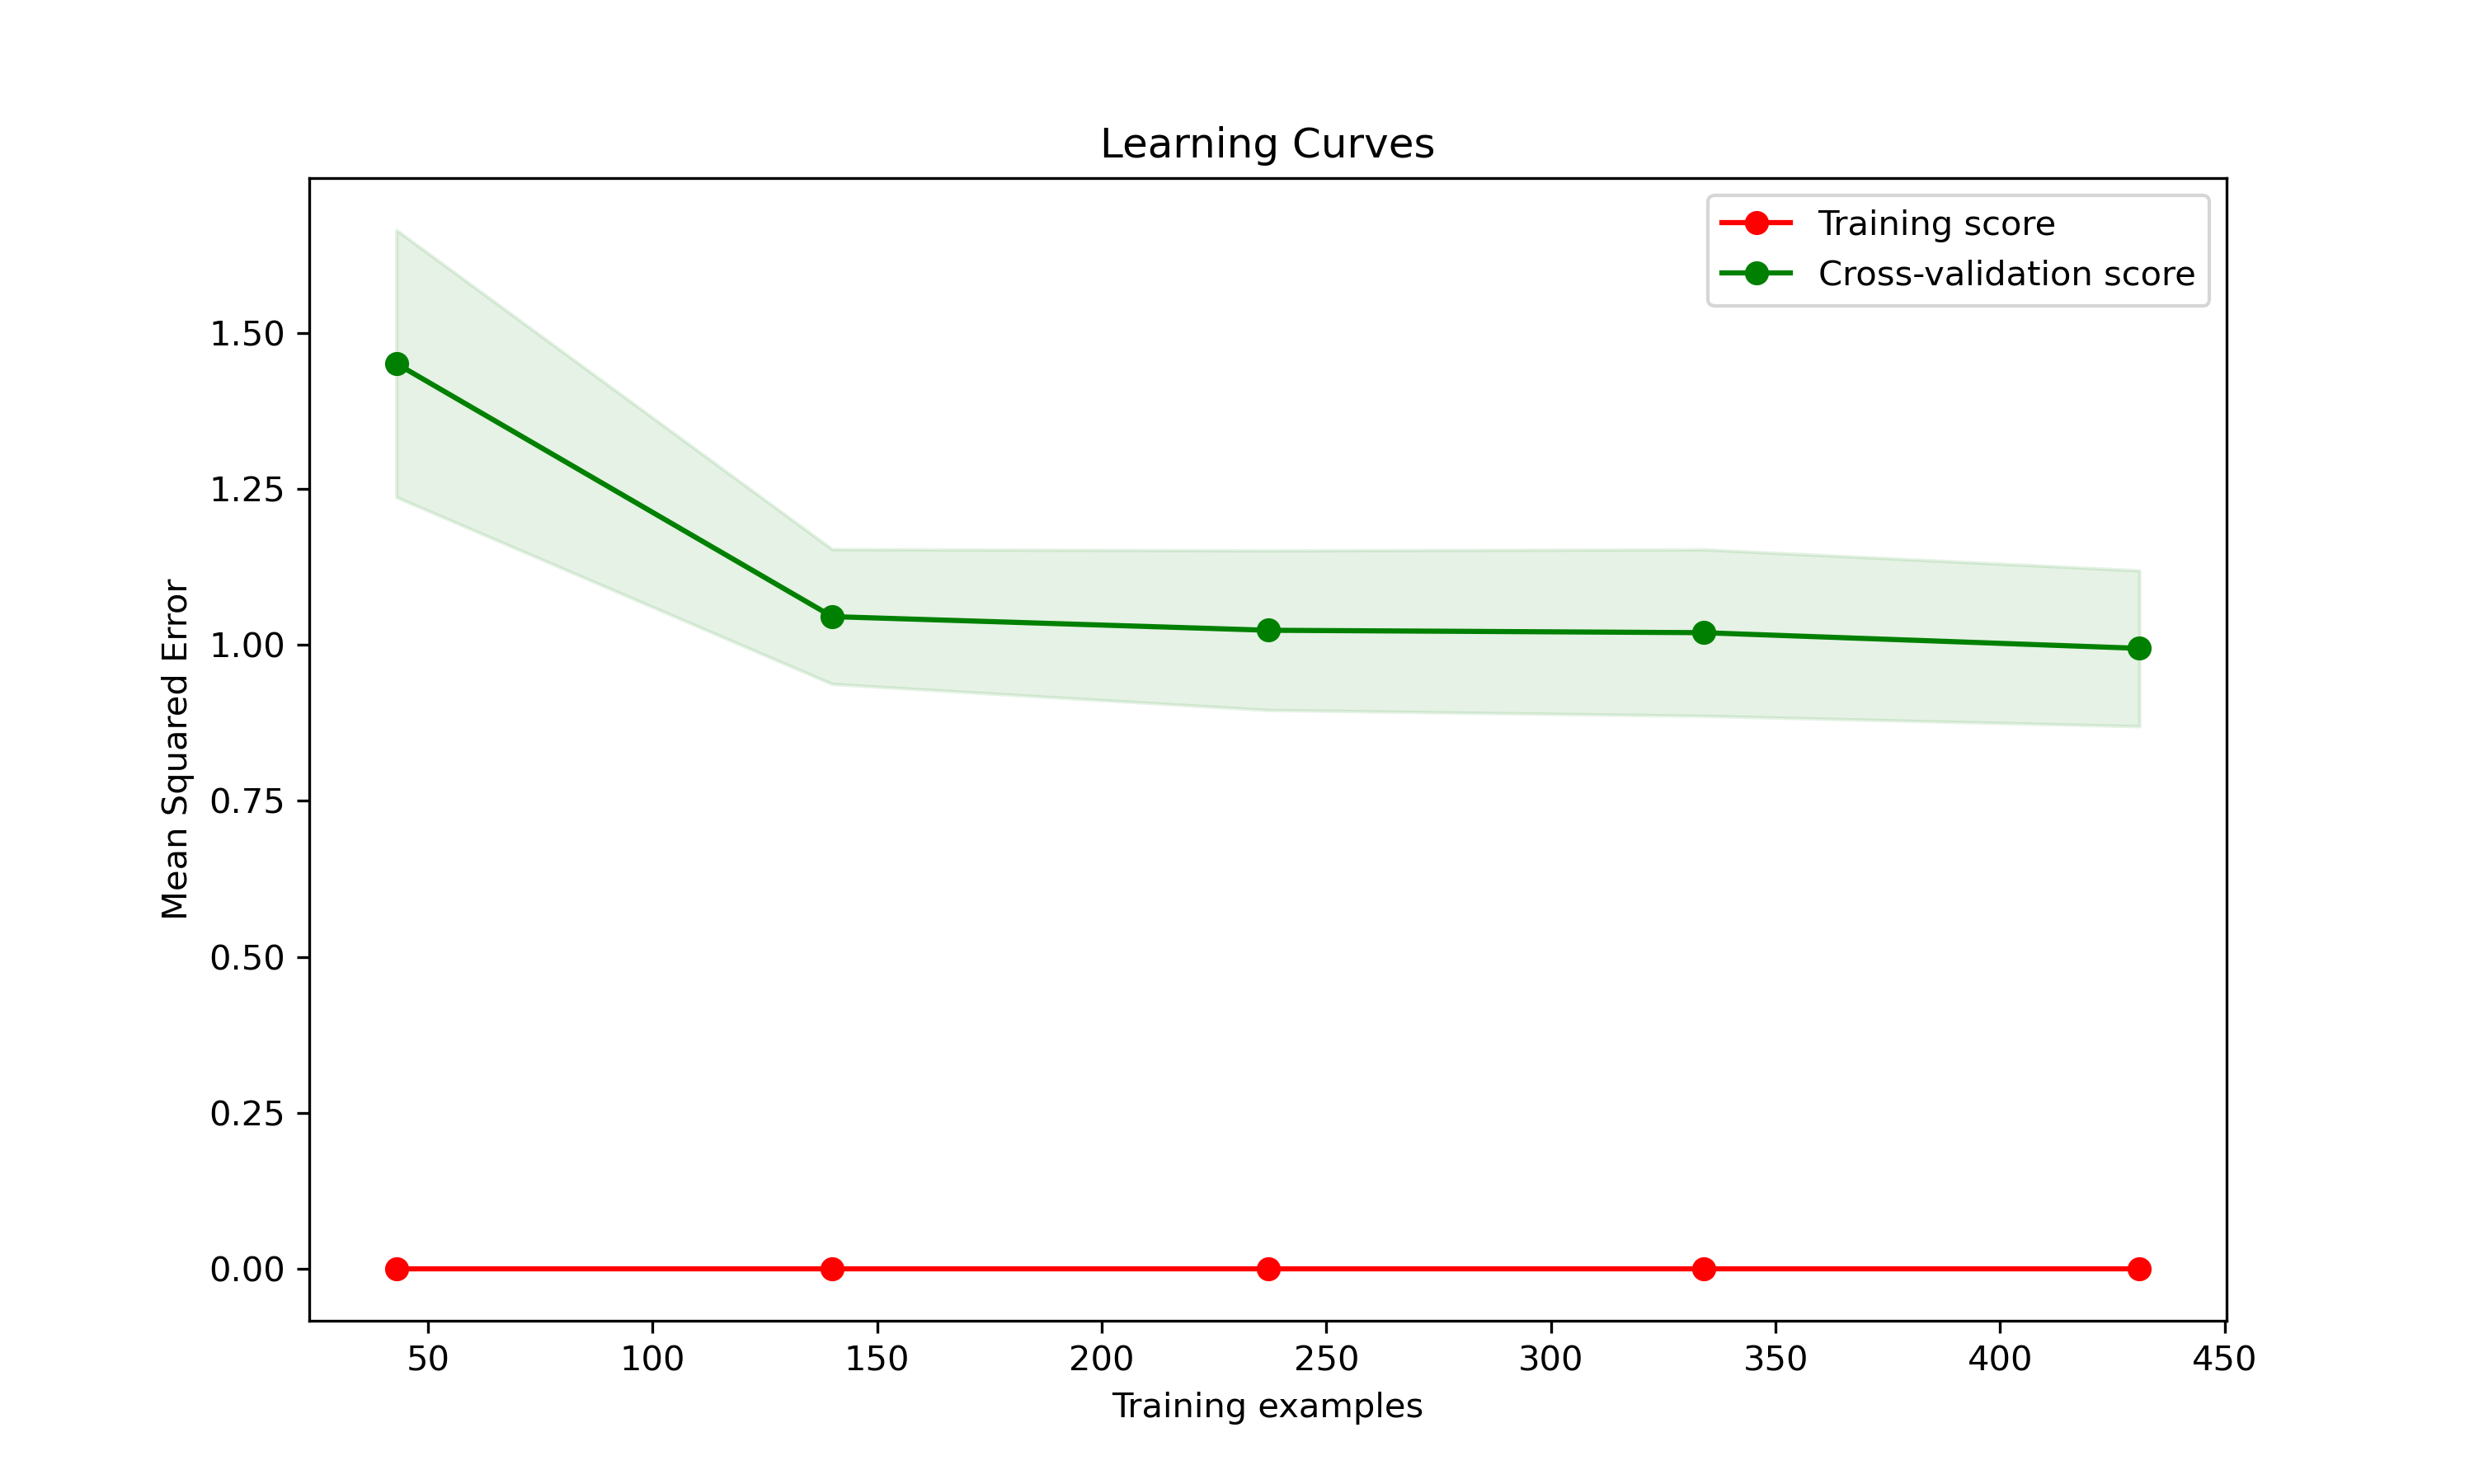 Learning Curves
Training score
Cross-validation score
Mean Squared Error
1.50
1.25
1.00
0.75
0.50
0.25
0.00
50 100 150 200 250 300 350 400 450
Training examples